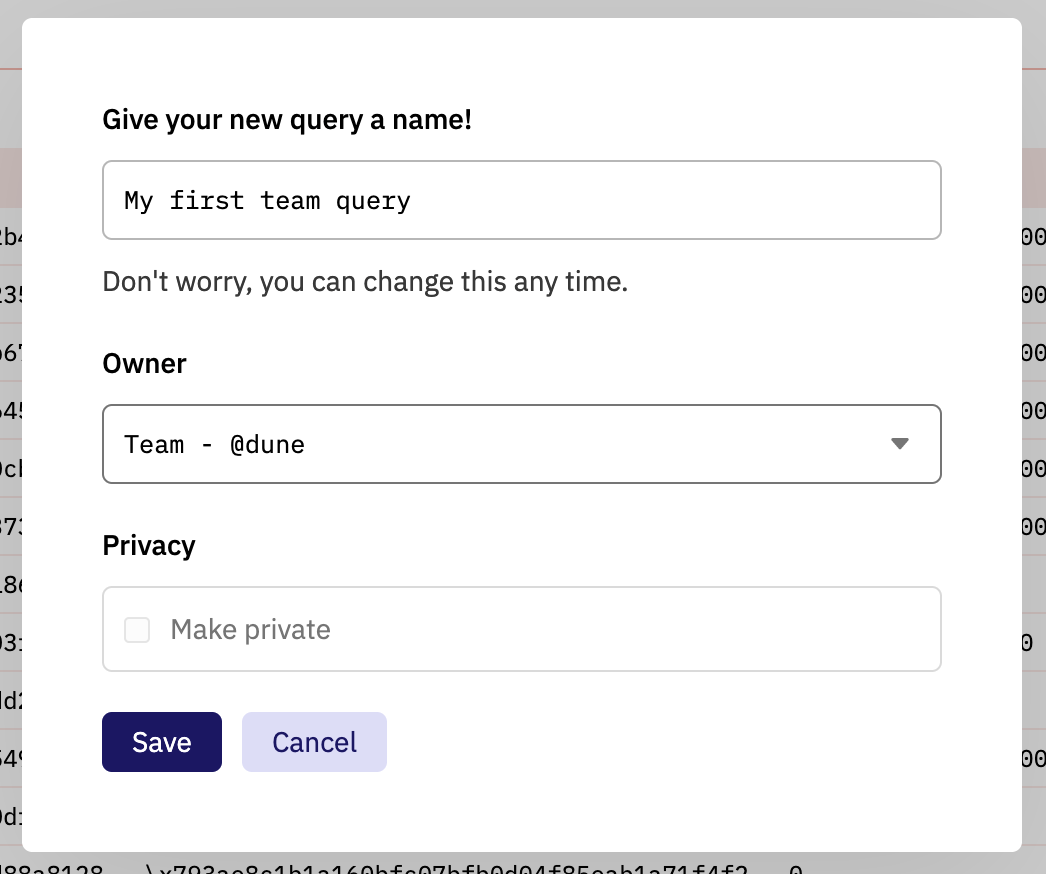 Give your new query a name!
My first team query
Don't worry, you can change this any time.
Owner
Team - @dune
Privacy
Make private
Save
Cancel